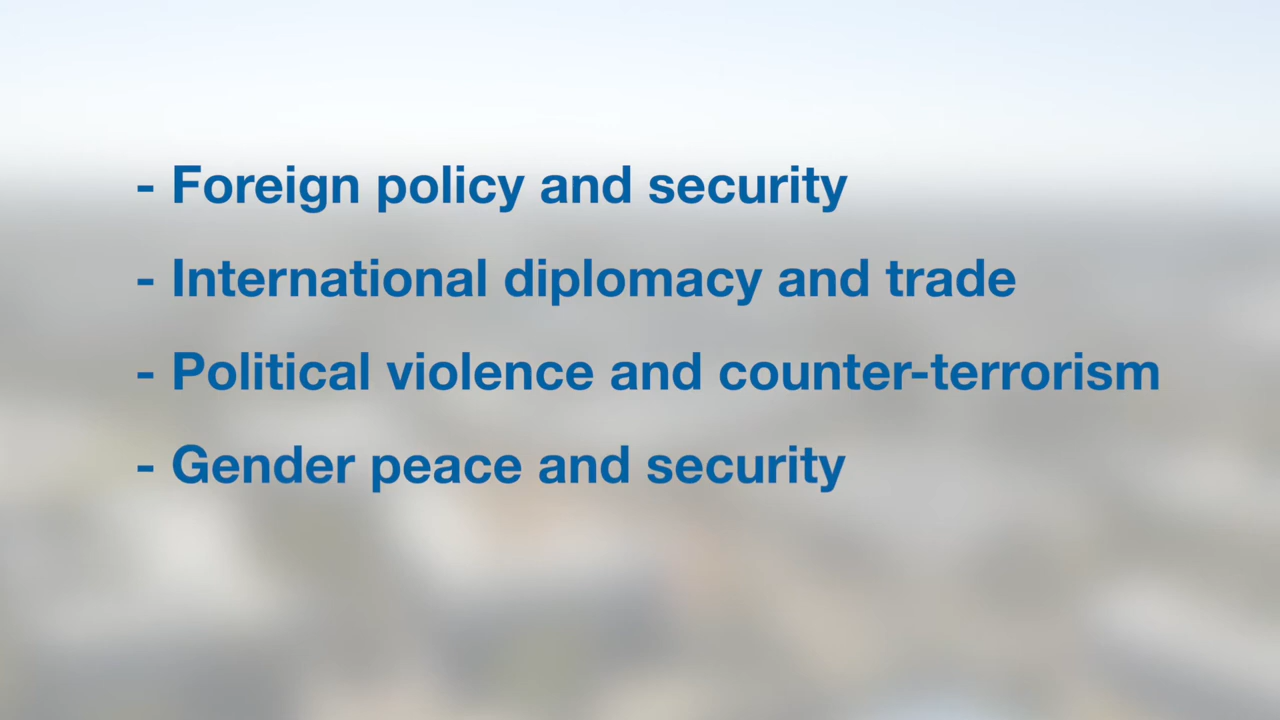 - Foreign policy and security
- International diplomacy and trade
- Political violence and counter-terrorism
- Gender peace and security